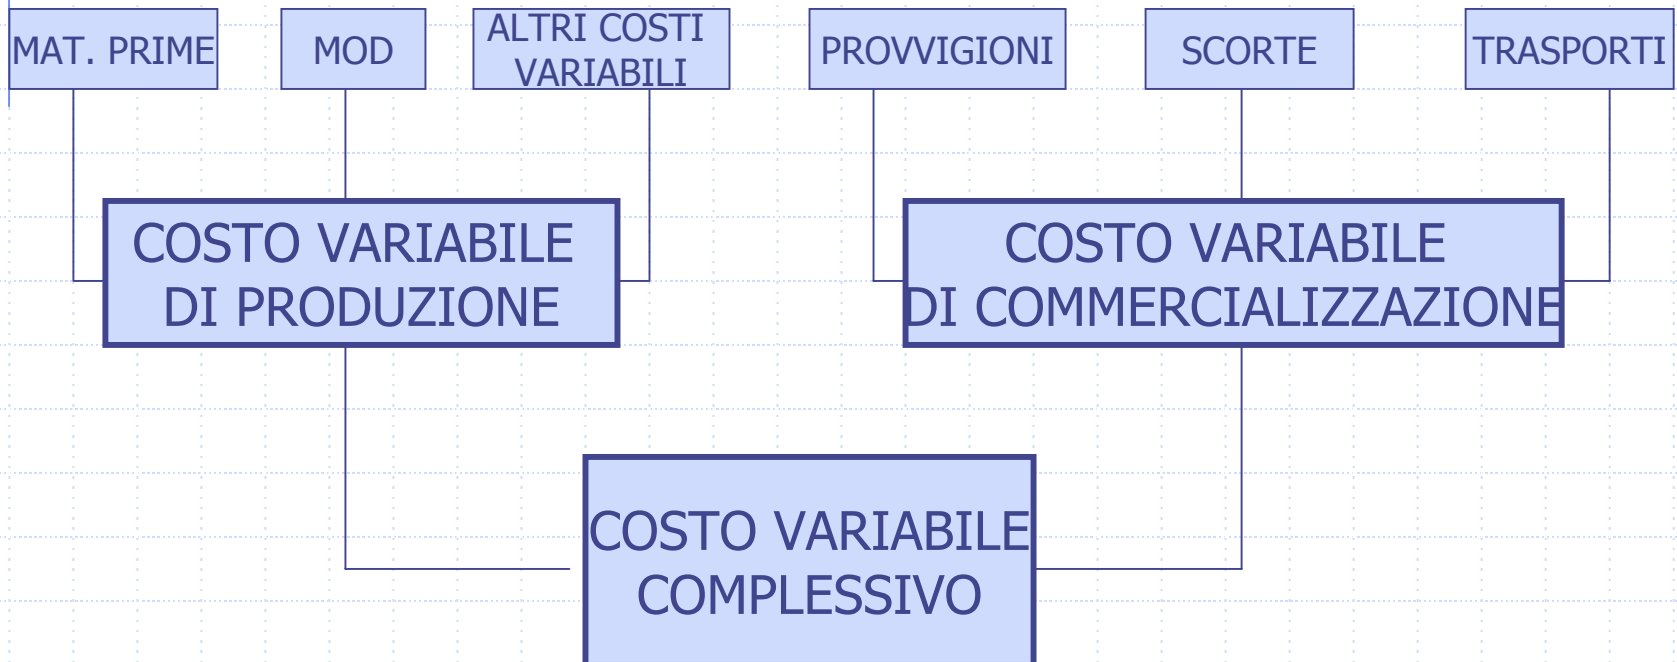 MAT. PRIME
MOD
ALTRI COSTI
VARIABILI
PROVVIGIONI
SCORTE
TRASPORTI
COSTO VARIABILE
DI PRODUZIONE
COSTO VARIABILE
DI COMMERCIALIZZAZIONE
COSTO VARIABILE
COMPLESSIVO